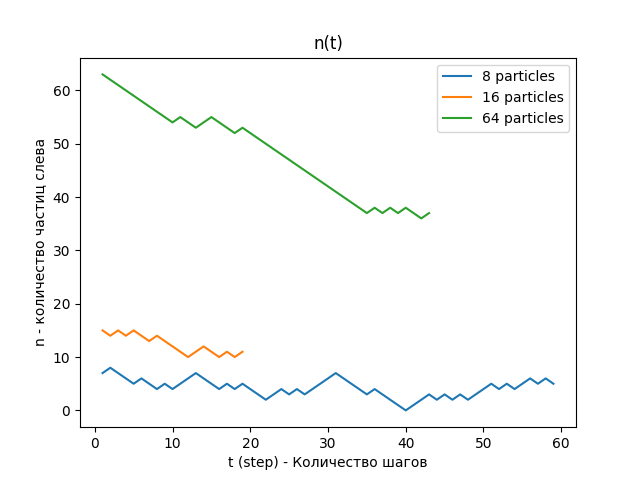 n(t)
8 particles
16 particles
64 particles
n - количество частиц слева
60
50
40
30
20
10
0
0 10 20 30 40 50 60
t (step) - Количество шагов